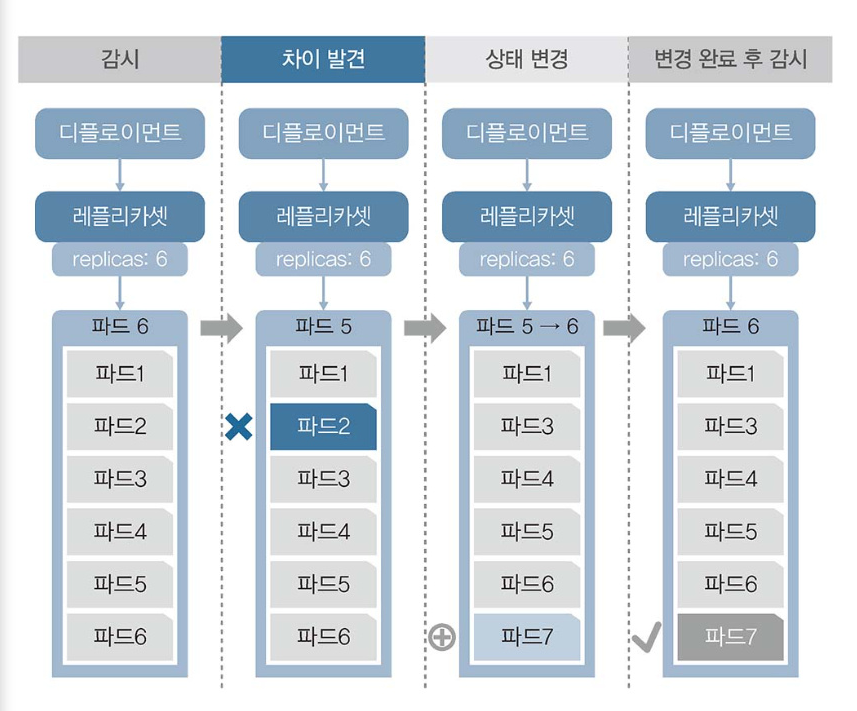 감시
차이 발견
상태 변경
변경 완료 후 감시
디플로이먼트
레플리카셋
replicas: 6
파드 6
파드1
파드2
파드3
파드4
파드5
파드6
디플로이먼트
레플리카셋
replicas: 6
파드 5
파드1
파드2
파드3
파드4
파드5
파드6
디플로이먼트
레플리카셋
replicas: 6
파드 5 → 6
파드1
파드3
파드4
파드5
파드6
파드7
디플로이먼트
레플리카셋
replicas: 6
파드 6
파드1
파드3
파드4
파드5
파드6
파드7